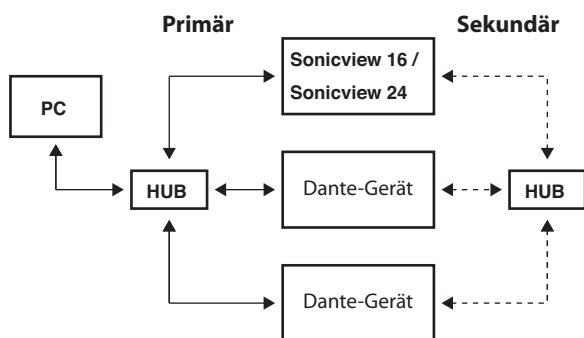 Primär
Sekundär
Sonicview 16 /
Sonicview 24
PC
HUB
Dante-Gerät
HUB
Dante-Gerät